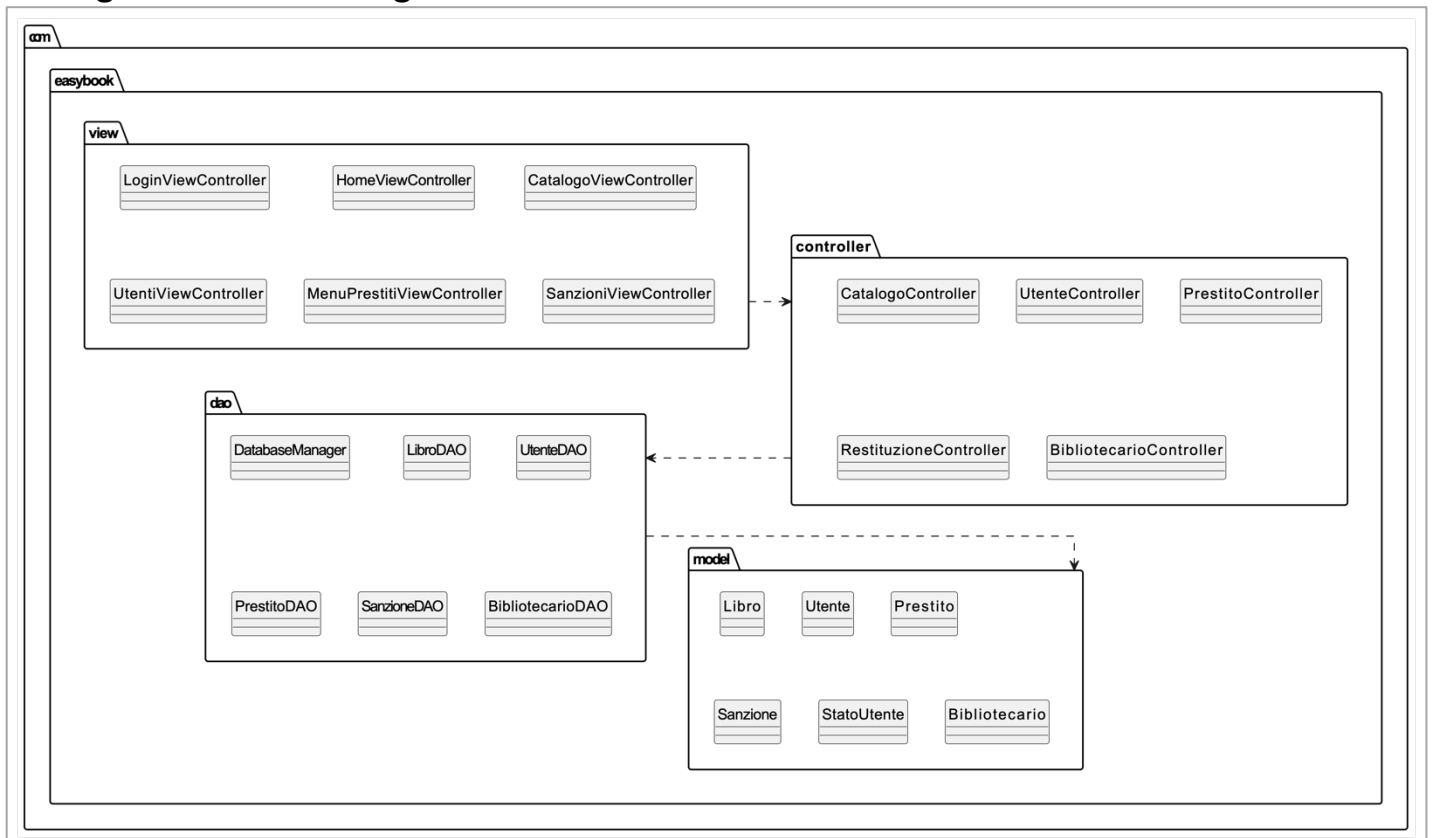 com
easybook
view
LoginViewController
HomeViewController
CatalogoViewController
UtentiViewController
MenuPrestitiViewController
SanzioniViewController
controller
CatalogoController
UtenteController
PrestitoController
RestituzioneController
BibliotecarioController
dao
DatabaseManager
LibroDAO
UtenteDAO
PrestitoDAO
SanzioneDAO
BibliotecarioDAO
model
Libro
Utente
Prestito
Sanzione
StatoUtente
Bibliotecario